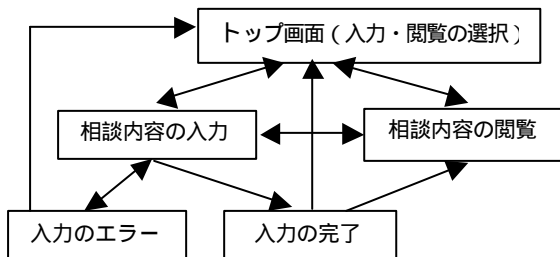 トップ画面(入力・閲覧の選択)
相談内容の入力
相談内容の閲覧
入力のエラー
入力の完了